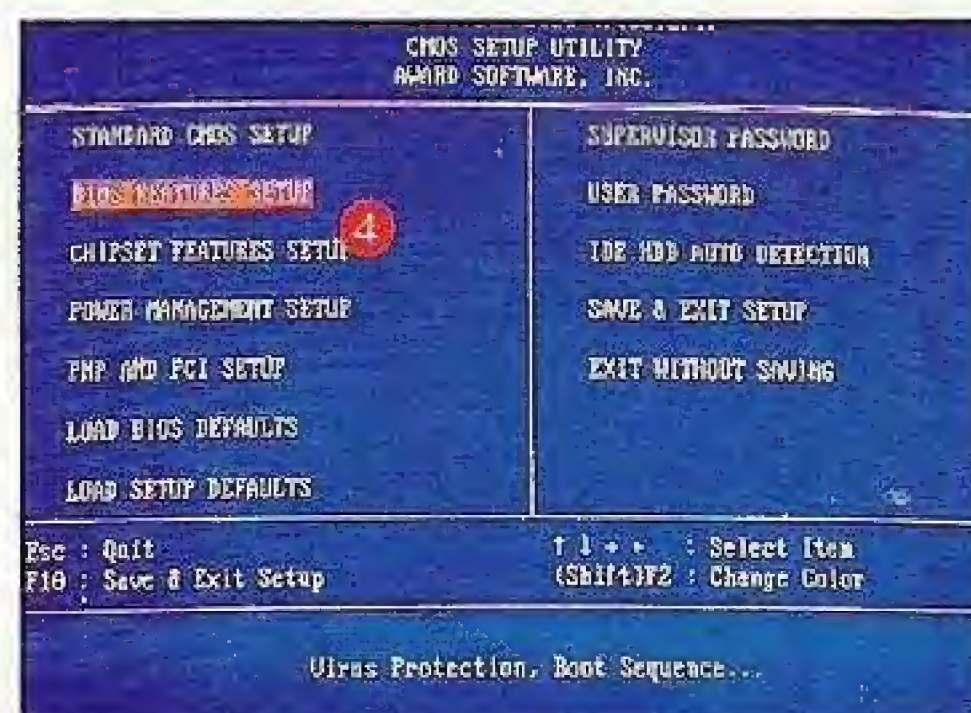 CMOS SETUP UTILITY
AWARD SOFTWARE, INC.
STANDARD CMOS SETUP
BIOS FEATURES SETUP
4
CHIPSET FEATURES SETUP
POWER MANAGEMENT SETUP
PNP AND PCI SETUP
LOAD BIOS DEFAULTS
LOAD SETUP DEFAULTS
SUPERVISOR PASSWORD
USER PASSWORD
IDE HDD AUTO DETECTION
SAVE & EXIT SETUP
EXIT WITHOUT SAVING
Esc : Quit
F10 : Save & Exit Setup
↑ ↓ → ← : Select Item
(Shift)F2 : Change Color
Virus Protection, Boot Sequence...